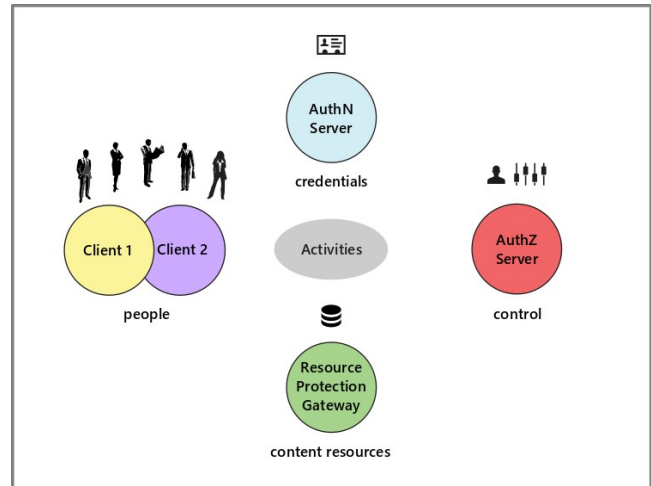 AuthN
Server
credentials
Client 1
Client 2
people
Activities
AuthZ
Server
control
Resource
Protection
Gateway
content resources